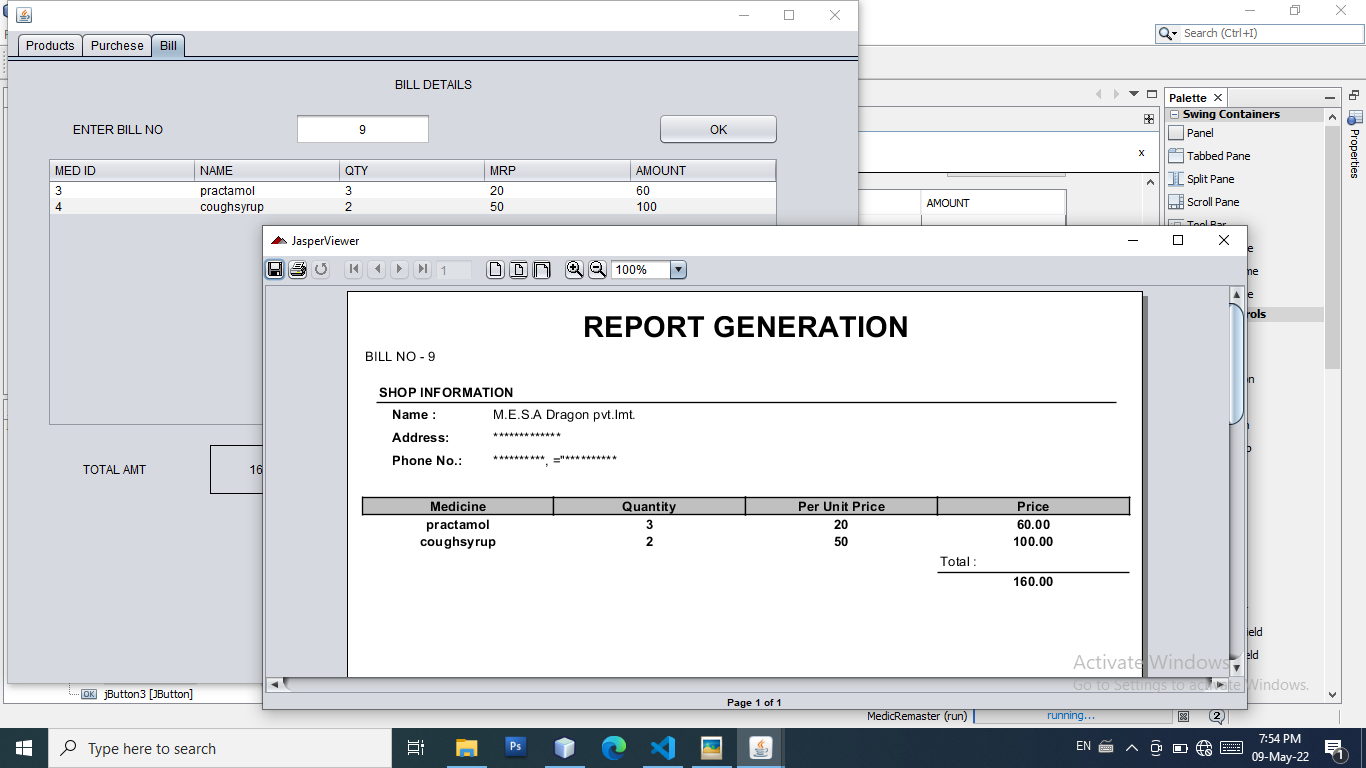 Search (Ctrl+I)
Products Purchese Bill
BILL DETAILS
ENTER BILL NO 9 OK
MED ID NAME QTY MRP AMOUNT
3 practamol 3 20 60
4 coughsyrup 2 50 100
TOTAL AMT 16
x
AMOUNT
Palette
Properties
Swing Containers
Panel
Tabbed Pane
Split Pane
Scroll Pane
Tool Bar
JasperViewer
1 100%
REPORT GENERATION
BILL NO - 9
SHOP INFORMATION
Name : M.E.S.A Dragon pvt.lmt.
Address: *************
Phone No.: **********, ="**********
Medicine Quantity Per Unit Price Price
practamol 3 20 60.00
coughsyrup 2 50 100.00
Total :
160.00
Page 1 of 1
Activate Windows
Go to Settings to activate Windows.
OK jButton3 [JButton]
MedicRemaster (run) running... 2
Type here to search
Ps
EN
7:54 PM
09-May-22
1